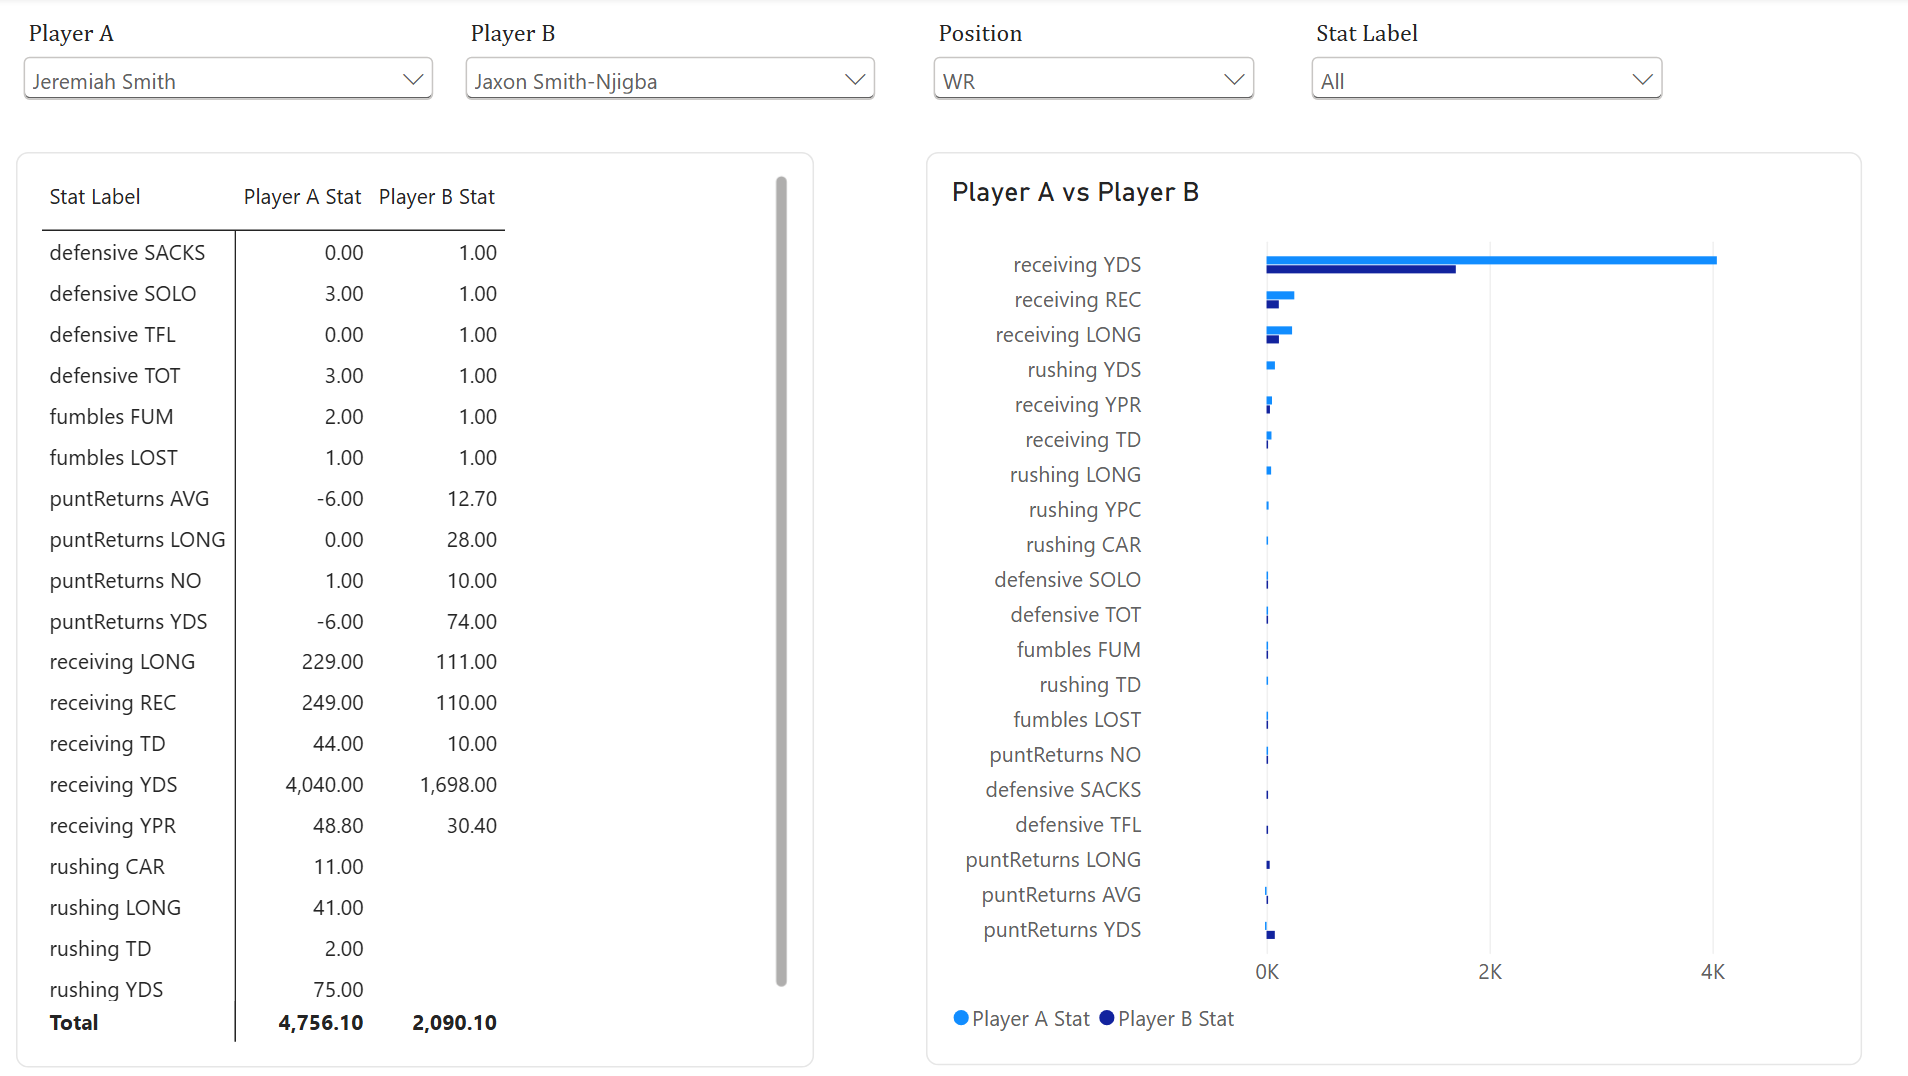 Player A Player B Position Stat Label
Jeremiah Smith Jaxon Smith-Njigba WR All
Stat Label Player A Stat Player B Stat
defensive SACKS 0.00 1.00
defensive SOLO 3.00 1.00
defensive TFL 0.00 1.00
defensive TOT 3.00 1.00
fumbles FUM 2.00 1.00
fumbles LOST 1.00 1.00
puntReturns AVG -6.00 12.70
puntReturns LONG 0.00 28.00
puntReturns NO 1.00 10.00
puntReturns YDS -6.00 74.00
receiving LONG 229.00 111.00
receiving REC 249.00 110.00
receiving TD 44.00 10.00
receiving YDS 4,040.00 1,698.00
receiving YPR 48.80 30.40
rushing CAR 11.00
rushing LONG 41.00
rushing TD 2.00
rushing YDS 75.00
Total 4,756.10 2,090.10
Player A vs Player B
receiving YDS
receiving REC
receiving LONG
rushing YDS
receiving YPR
receiving TD
rushing LONG
rushing YPC
rushing CAR
defensive SOLO
defensive TOT
fumbles FUM
rushing TD
fumbles LOST
puntReturns NO
defensive SACKS
defensive TFL
puntReturns LONG
puntReturns AVG
puntReturns YDS
0K 2K 4K
Player A Stat Player B Stat